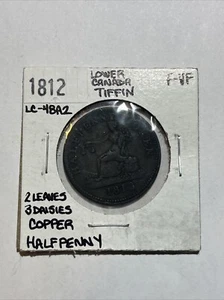 1812
LOWER
CANADA
TIFFIN
F-VF
LC-48A2
2 LEAVES
3 DAISIES
COPPER
HALFPENNY